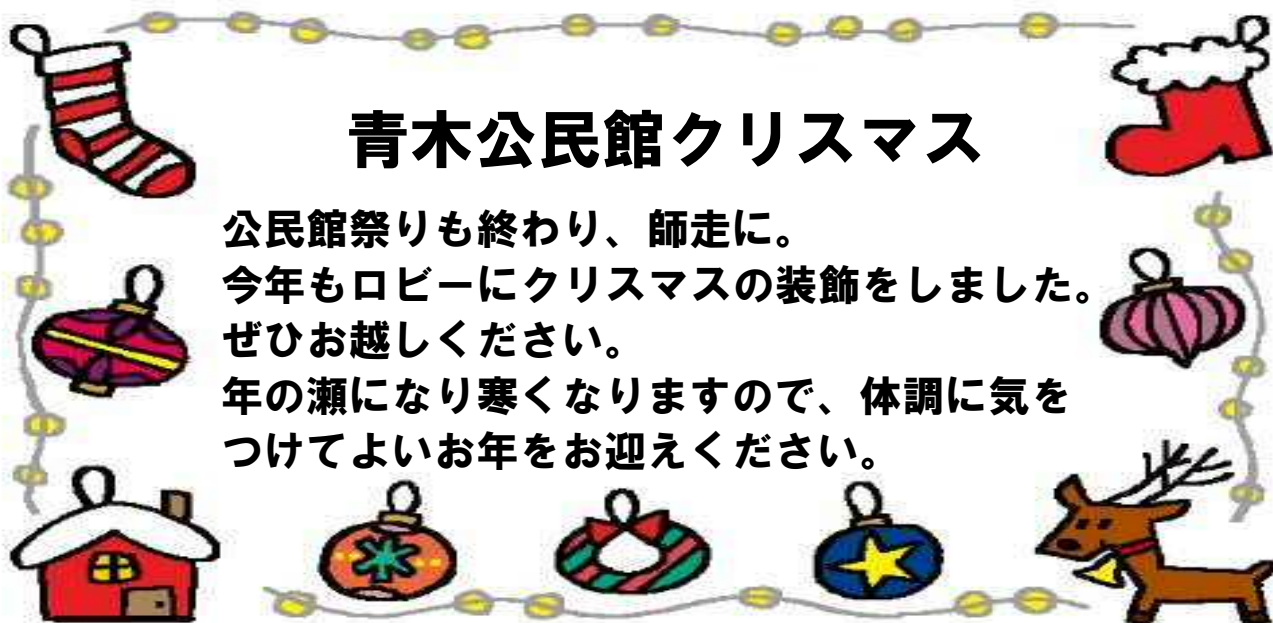 青木公民館クリスマス
公民館祭りも終わり、師走に。
今年もロビーにクリスマスの装飾をしました。
ぜひお越しください。
年の瀬になり寒くなりますので、体調に気を
つけてよいお年をお迎えください。